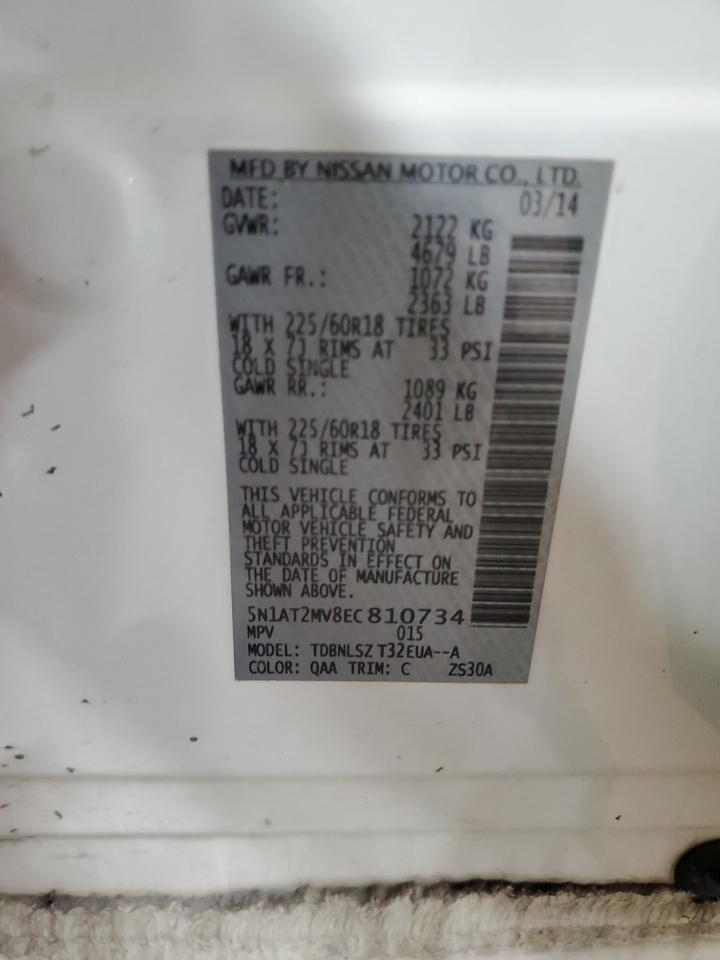 MFD BY NISSAN MOTOR CO., LTD.
DATE: 03/14
GVWR: 2122 KG
4679 LB
GAWR FR.: 1072 KG
2363 LB
WITH 225/60R18 TIRES
18 X 7J RIMS AT 33 PSI
COLD SINGLE
GAWR RR.: 1089 KG
2401 LB
WITH 225/60R18 TIRES
18 X 7J RIMS AT 33 PSI
COLD SINGLE
THIS VEHICLE CONFORMS TO
ALL APPLICABLE FEDERAL
MOTOR VEHICLE SAFETY AND
THEFT PREVENTION
STANDARDS IN EFFECT ON
THE DATE OF MANUFACTURE
SHOWN ABOVE.
5N1AT2MV8EC810734
MPV 015
MODEL: TDBNLSZ T32EUA--A
COLOR: QAA TRIM: C ZS30A